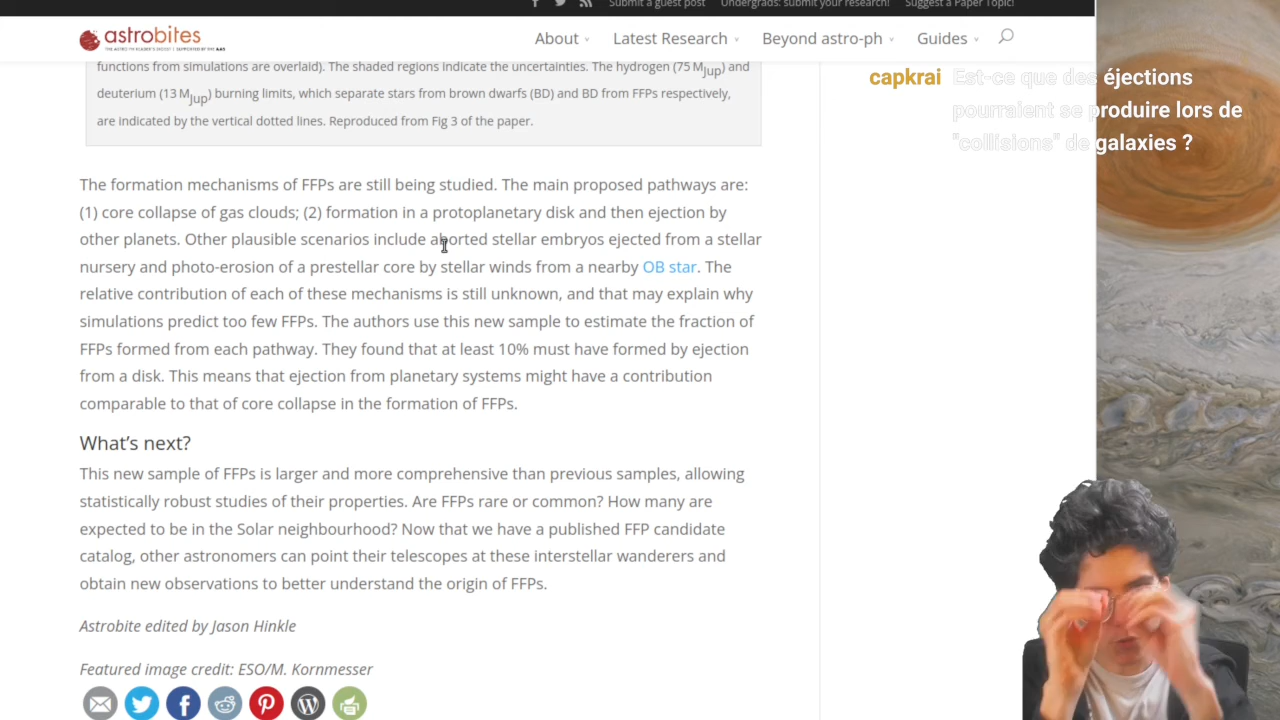 Submit a guest post Undergrads: submit your research! Suggest a Paper Topic!
astrobites
THE ASTRO-PH READER'S DIGEST | SUPPORTED BY THE AAS
About Latest Research Beyond astro-ph Guides
functions from simulations are overlaid). The shaded regions indicate the uncertainties. The hydrogen (75 MJup) and
deuterium (13 MJup) burning limits, which separate stars from brown dwarfs (BD) and BD from FFPs respectively,
are indicated by the vertical dotted lines. Reproduced from Fig 3 of the paper.
capkrai Est-ce que des éjections
pourraient se produire lors de
"collisions" de galaxies ?
The formation mechanisms of FFPs are still being studied. The main proposed pathways are:
(1) core collapse of gas clouds; (2) formation in a protoplanetary disk and then ejection by
other planets. Other plausible scenarios include aborted stellar embryos ejected from a stellar
nursery and photo-erosion of a prestellar core by stellar winds from a nearby OB star. The
relative contribution of each of these mechanisms is still unknown, and that may explain why
simulations predict too few FFPs. The authors use this new sample to estimate the fraction of
FFPs formed from each pathway. They found that at least 10% must have formed by ejection
from a disk. This means that ejection from planetary systems might have a contribution
comparable to that of core collapse in the formation of FFPs.
What's next?
This new sample of FFPs is larger and more comprehensive than previous samples, allowing
statistically robust studies of their properties. Are FFPs rare or common? How many are
expected to be in the Solar neighbourhood? Now that we have a published FFP candidate
catalog, other astronomers can point their telescopes at these interstellar wanderers and
obtain new observations to better understand the origin of FFPs.
Astrobite edited by Jason Hinkle
Featured image credit: ESO/M. Kornmesser